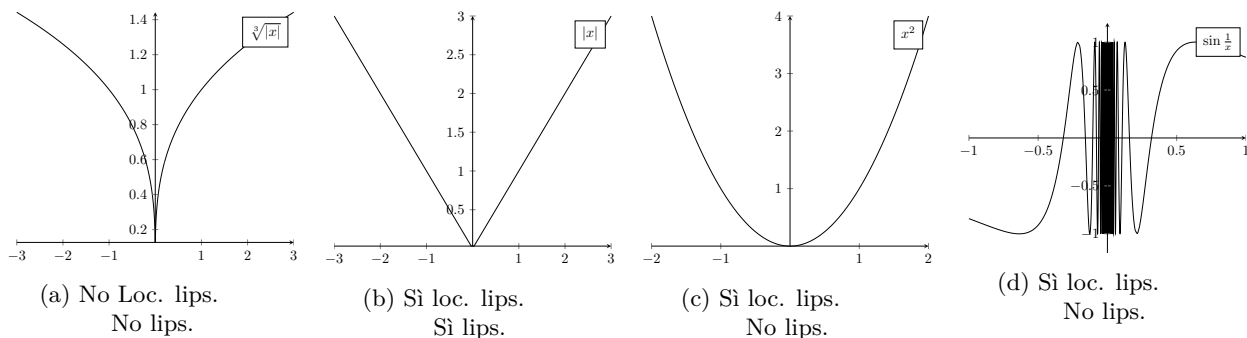 1.4
1.2
1
0.8
0.6
0.4
0.2
−3 −2 −1 1 2 3
∛|x|
(a) No Loc. lips.
No lips.
3
2.5
2
1.5
1
0.5
−3 −2 −1 1 2 3
|x|
(b) Sì loc. lips.
Sì lips.
4
3
2
1
−2 −1 1 2
x²
(c) Sì loc. lips.
No lips.
1
0.5
−0.5
−1
−1 −0.5 0.5 1
sin 1/x
(d) Sì loc. lips.
No lips.